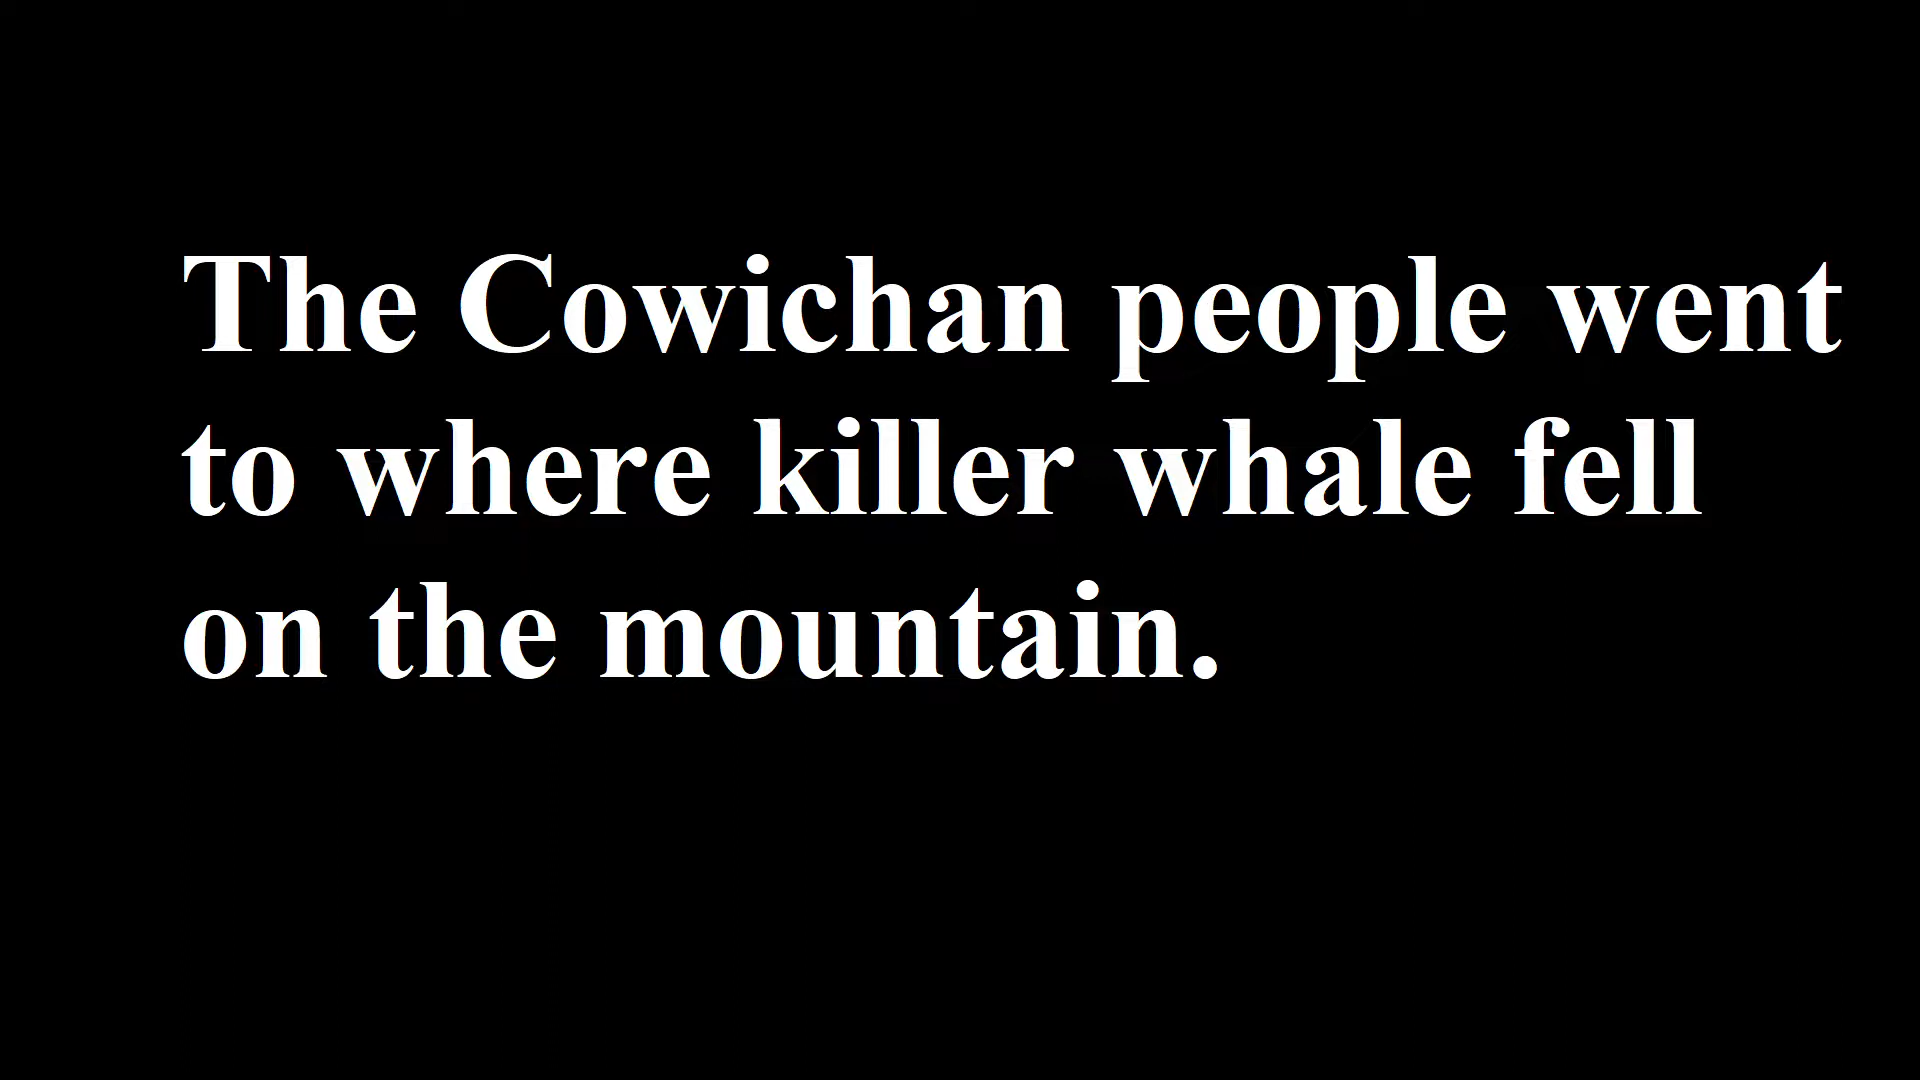 The Cowichan people went
to where killer whale fell
on the mountain.